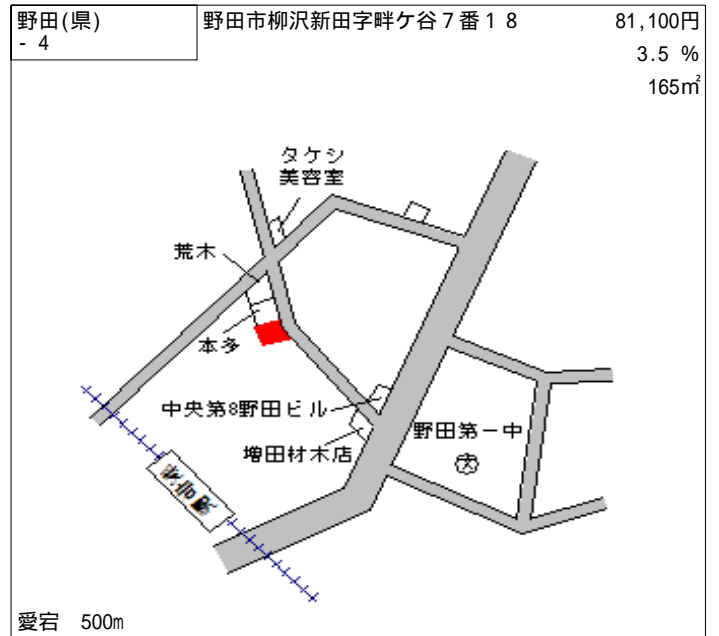 野田(県)
- 4
野田市柳沢新田字畔ケ谷７番１８
81,100円
3.5 %
165㎡
タケシ
美容室
荒木
本多
中央第8野田ビル
増田材木店
野田第一中
愛宕 500m